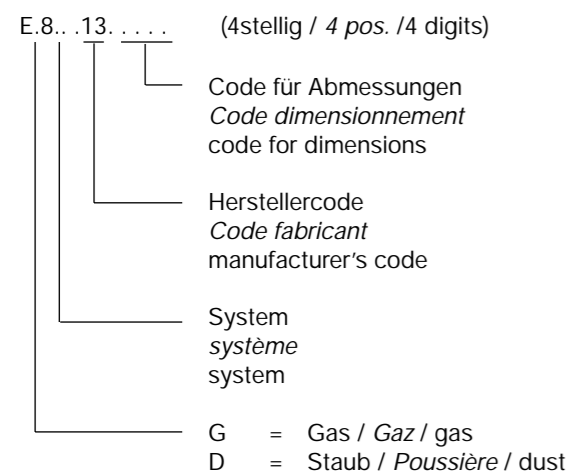 E.8.. .13. . . . . (4stellig / 4 pos. /4 digits)
Code für Abmessungen
Code dimensionnement
code for dimensions
Herstellercode
Code fabricant
manufacturer's code
System
système
system
G = Gas / Gaz / gas
D = Staub / Poussière / dust